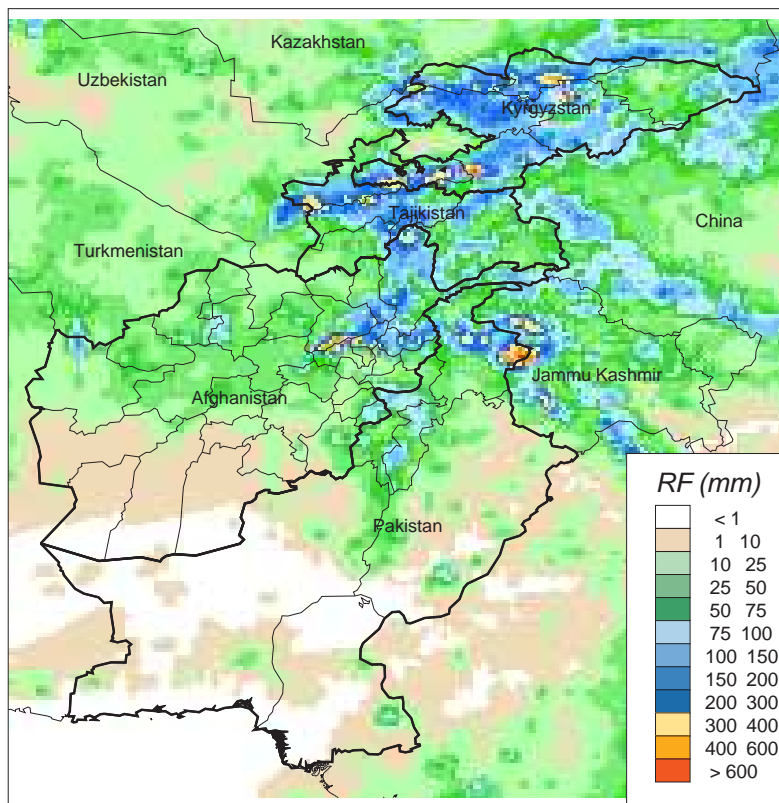 Kazakhstan
Uzbekistan
Kyrgyzstan
Tajikistan
China
Turkmenistan
Jammu Kashmir
Afghanistan
Pakistan
RF (mm)
< 1
1 10
10 25
25 50
50 75
75 100
100 150
150 200
200 300
300 400
400 600
> 600